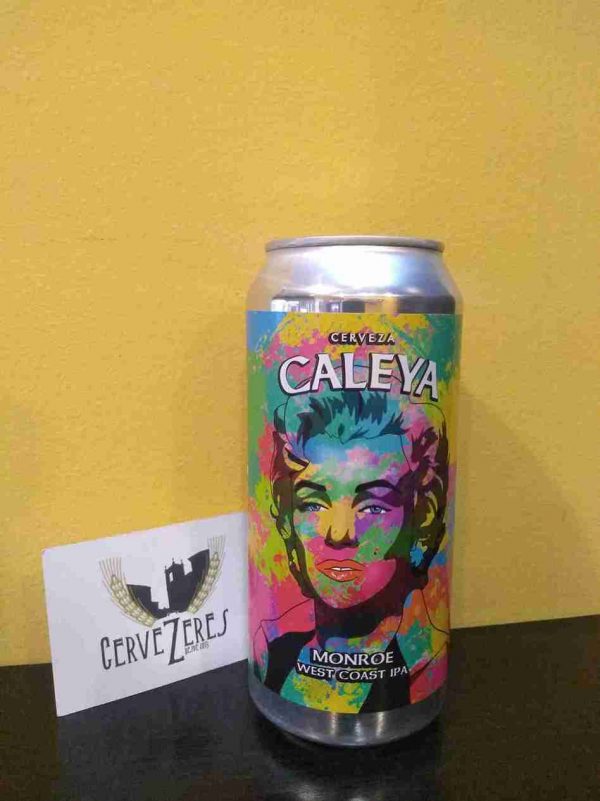 CERVEZA
CALEYA
MONROE
WEST COAST IPA
CERVEZERES